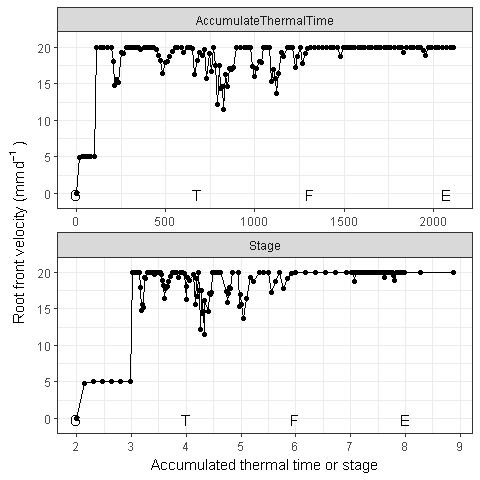 AccumulateThermalTime
20
15
10
5
0
G T F E
0 500 1000 1500 2000
Root front velocity (mm d⁻¹)
Stage
20
15
10
5
0
G T F E
2 3 4 5 6 7 8 9
Accumulated thermal time or stage